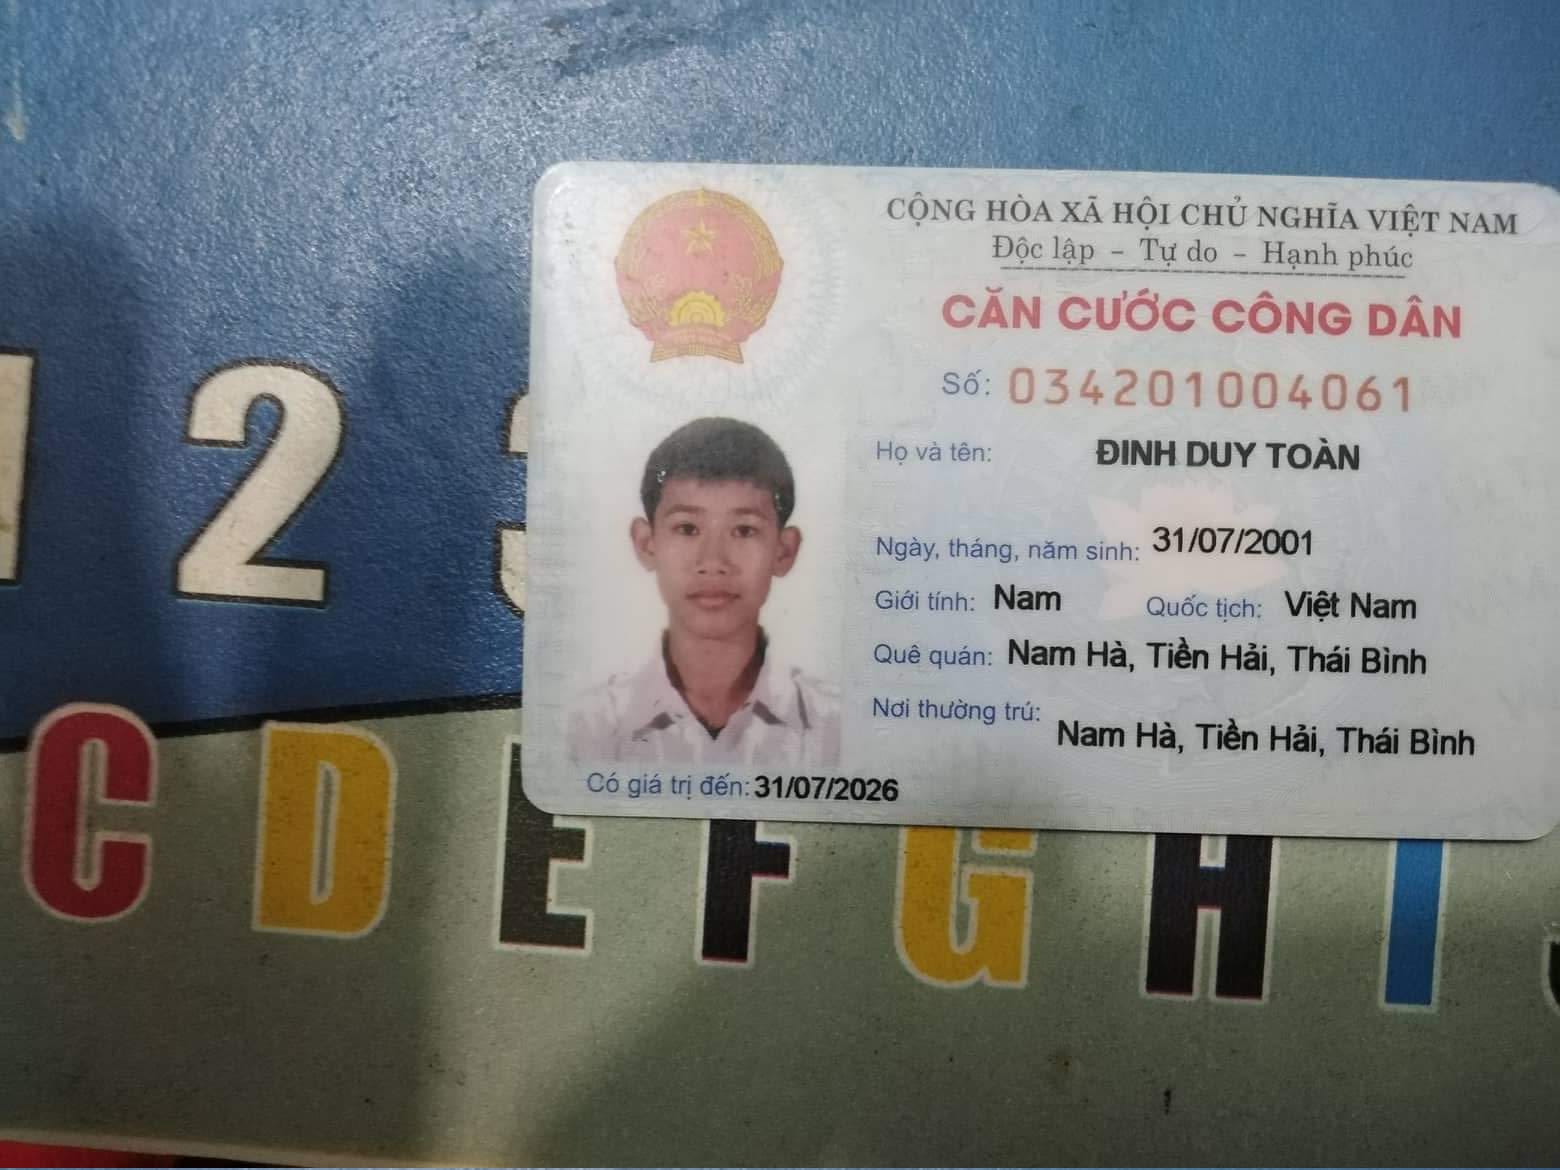 CỘNG HÒA XÃ HỘI CHỦ NGHĨA VIỆT NAM
Độc lập – Tự do – Hạnh phúc
CĂN CƯỚC CÔNG DÂN
Số: 034201004061
Họ và tên: ĐINH DUY TOÀN
Ngày, tháng, năm sinh: 31/07/2001
Giới tính: Nam Quốc tịch: Việt Nam
Quê quán: Nam Hà, Tiền Hải, Thái Bình
Nơi thường trú: Nam Hà, Tiền Hải, Thái Bình
Có giá trị đến: 31/07/2026
1 2 3
C D E F G H I